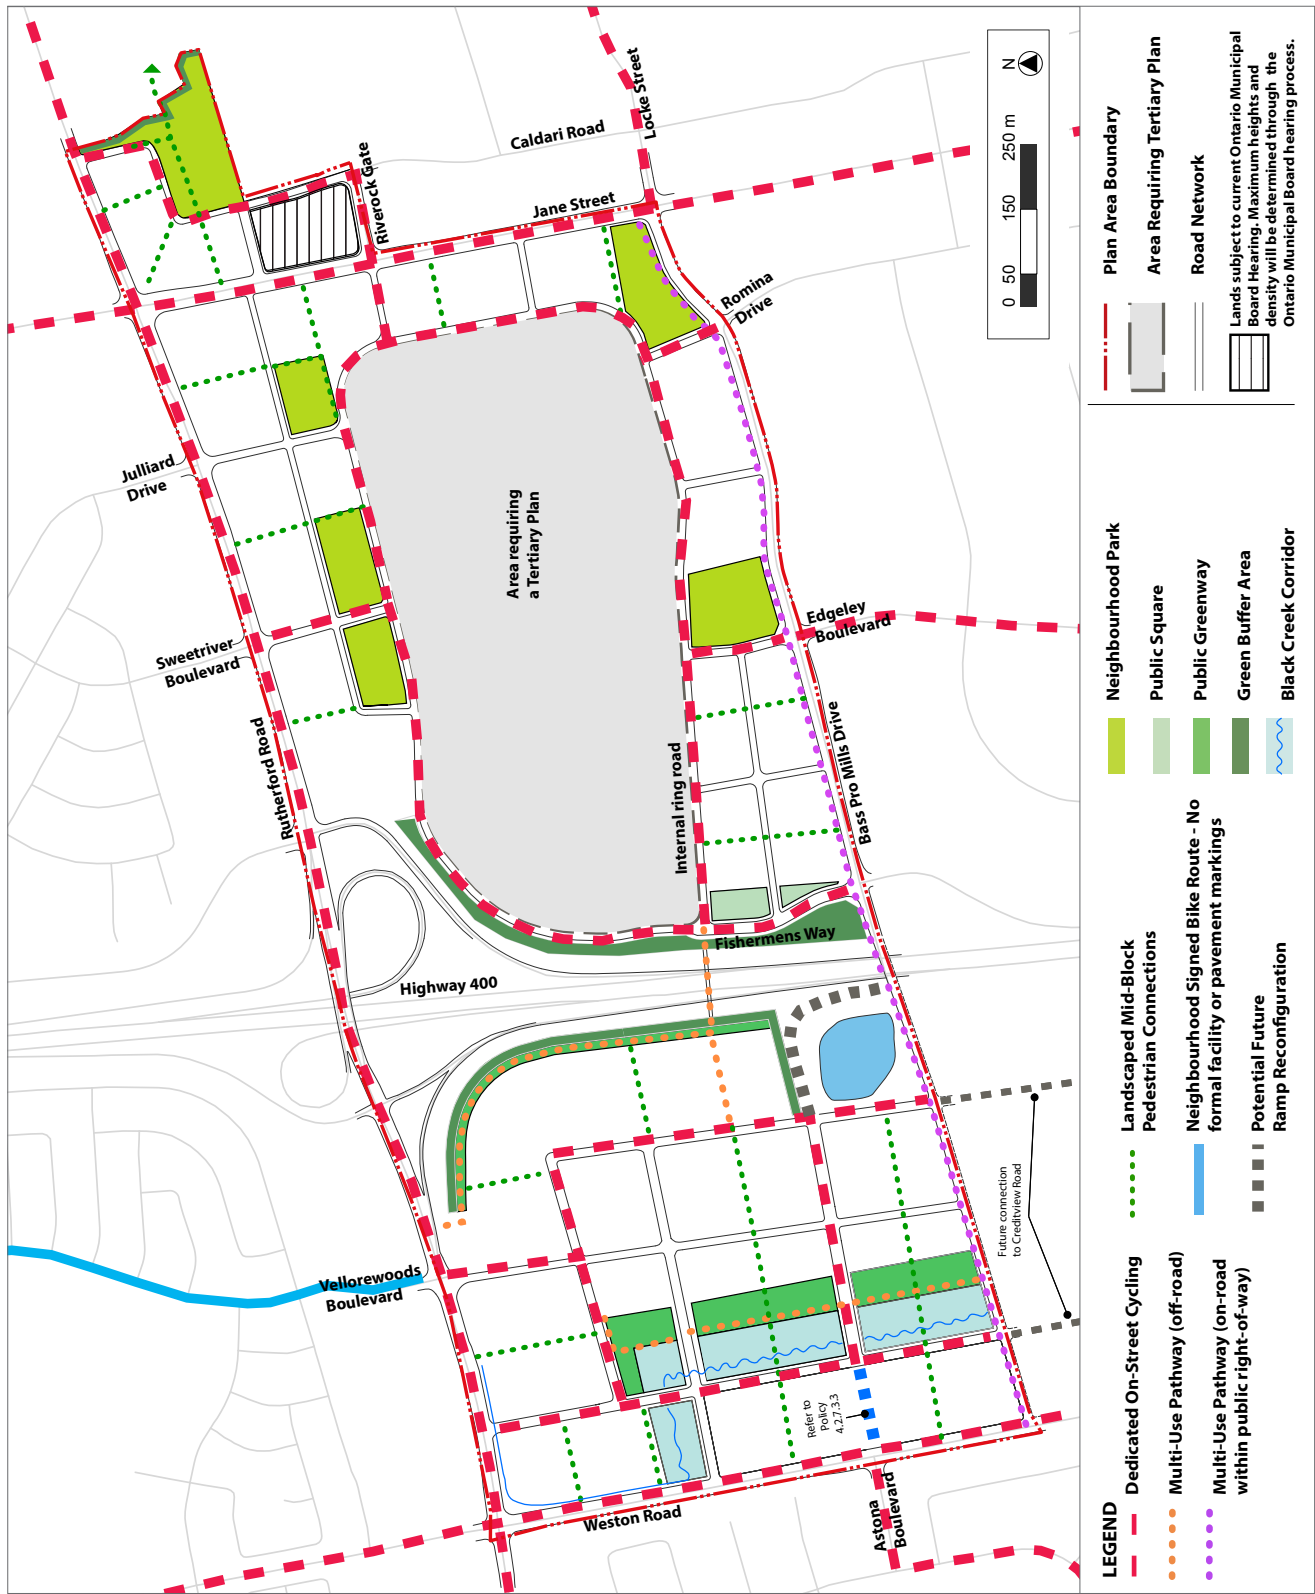 Locke Street
Caldari Road
Riverock Gate
Jane Street
N
0 50 150 250 m
Romina
Drive
Julliard
Drive
Area requiring
a Tertiary Plan
Sweetriver
Boulevard
Edgeley
Boulevard
Rutherford Road
Internal ring road
Bass Pro Mills Drive
Fishermens Way
Highway 400
Vellorewoods
Boulevard
Future connection
to Creditview Road
Refer to
Policy
4.2.7.3.3
Weston Road
Astona
Boulevard
LEGEND
Dedicated On-Street Cycling
Multi-Use Pathway (off-road)
Multi-Use Pathway (on-road
within public right-of-way)
Landscaped Mid-Block
Pedestrian Connections
Neighbourhood Signed Bike Route - No
formal facility or pavement markings
Potential Future
Ramp Reconfiguration
Neighbourhood Park
Public Square
Public Greenway
Green Buffer Area
Black Creek Corridor
Plan Area Boundary
Area Requiring Tertiary Plan
Road Network
Lands subject to current Ontario Municipal
Board Hearing. Maximum heights and
density will be determined through the
Ontario Municipal Board hearing process.